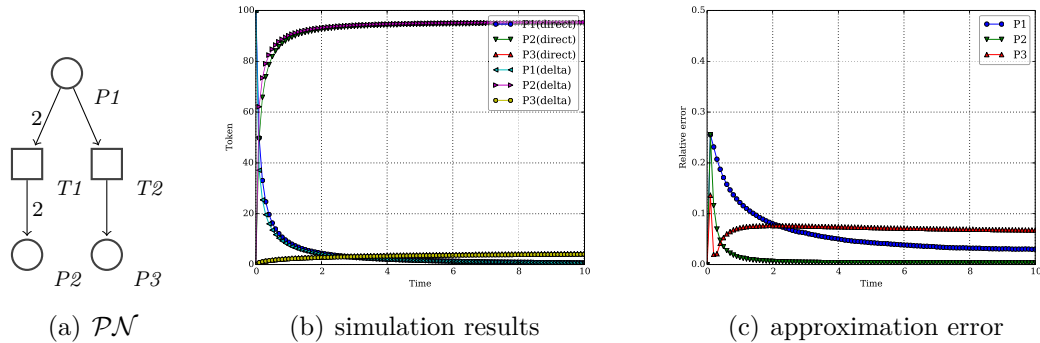 P1
2
T1
T2
2
P2
P3
(a) 𝒫𝒩
100
80
60
40
20
0
Token
0
2
4
6
8
10
Time
P1(direct)
P2(direct)
P3(direct)
P1(delta)
P2(delta)
P3(delta)
(b) simulation results
0.5
0.4
0.3
0.2
0.1
0.0
Relative error
0
2
4
6
8
10
Time
P1
P2
P3
(c) approximation error